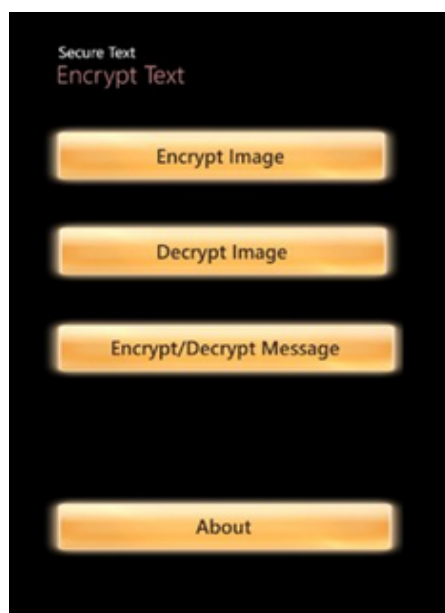 Secure Text
Encrypt Text
Encrypt Image
Decrypt Image
Encrypt/Decrypt Message
About